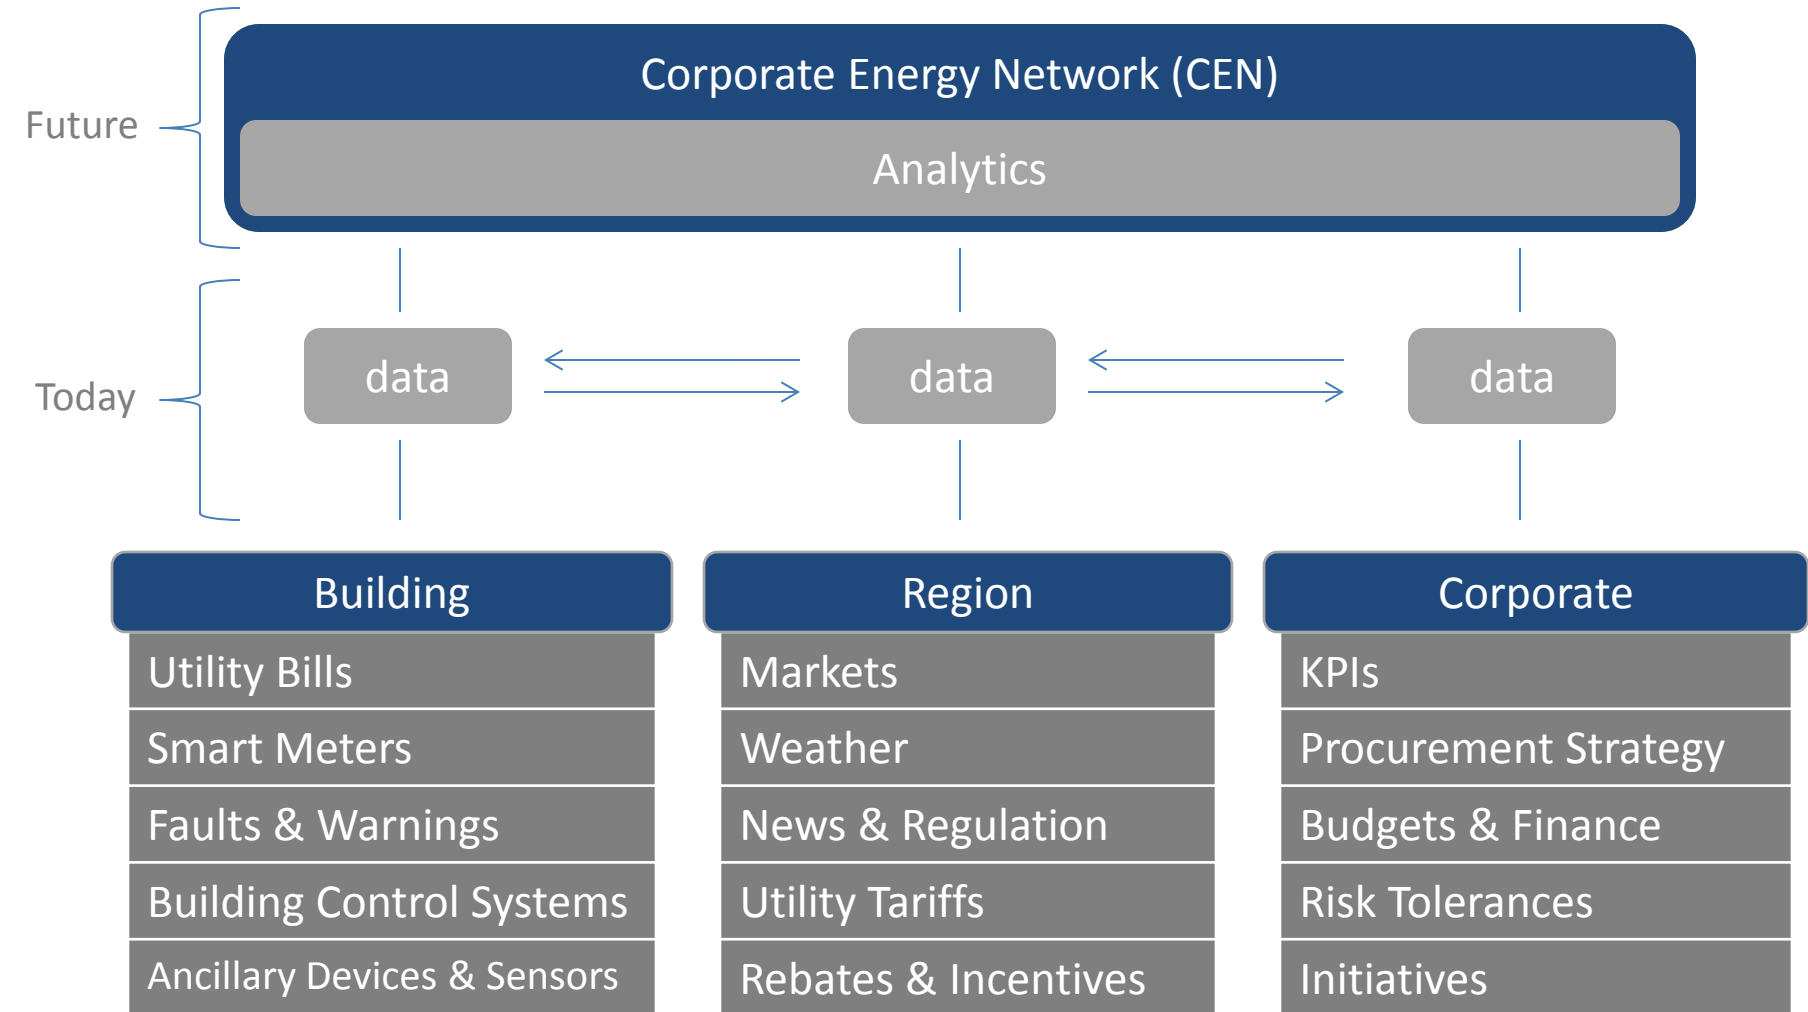 Corporate Energy Network (CEN)
Future
Analytics
Today
data
data
data
Building
Utility Bills
Smart Meters
Faults & Warnings
Building Control Systems
Ancillary Devices & Sensors
Region
Markets
Weather
News & Regulation
Utility Tariffs
Rebates & Incentives
Corporate
KPIs
Procurement Strategy
Budgets & Finance
Risk Tolerances
Initiatives